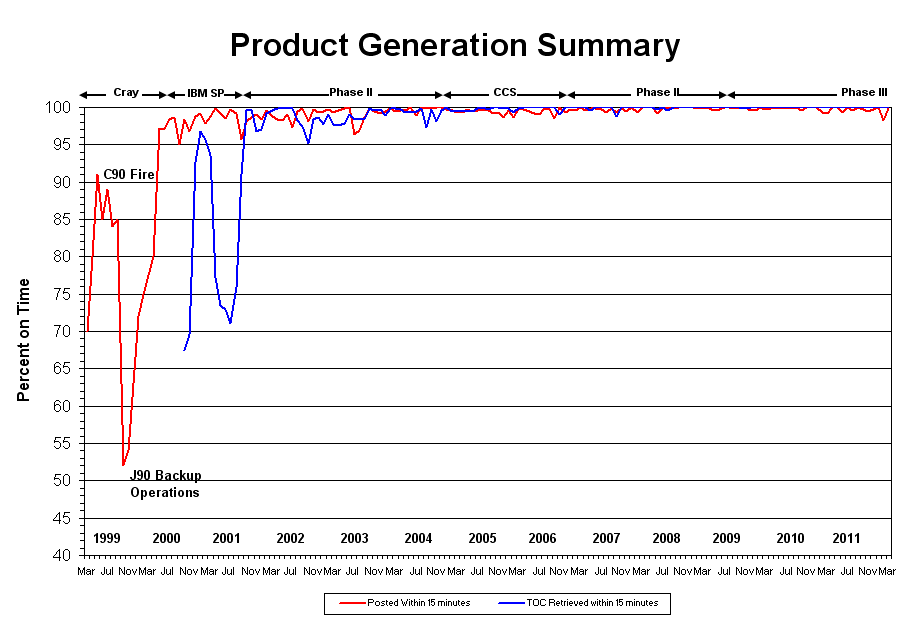 Product Generation Summary
Cray IBM SP Phase II CCS Phase II Phase III
100
95
90
85
80
75
70
65
60
55
50
45
40
Percent on Time
C90 Fire
J90 Backup
Operations
1999 2000 2001 2002 2003 2004 2005 2006 2007 2008 2009 2010 2011
Mar Jul Nov Mar Jul Nov Mar Jul Nov Mar Jul Nov Mar Jul Nov Mar Jul Nov Mar Jul Nov Mar Jul Nov Mar Jul Nov Mar Jul Nov Mar Jul Nov Mar Jul Nov Mar Jul Nov Mar
Posted Within 15 minutes TOC Retrieved within 15 minutes